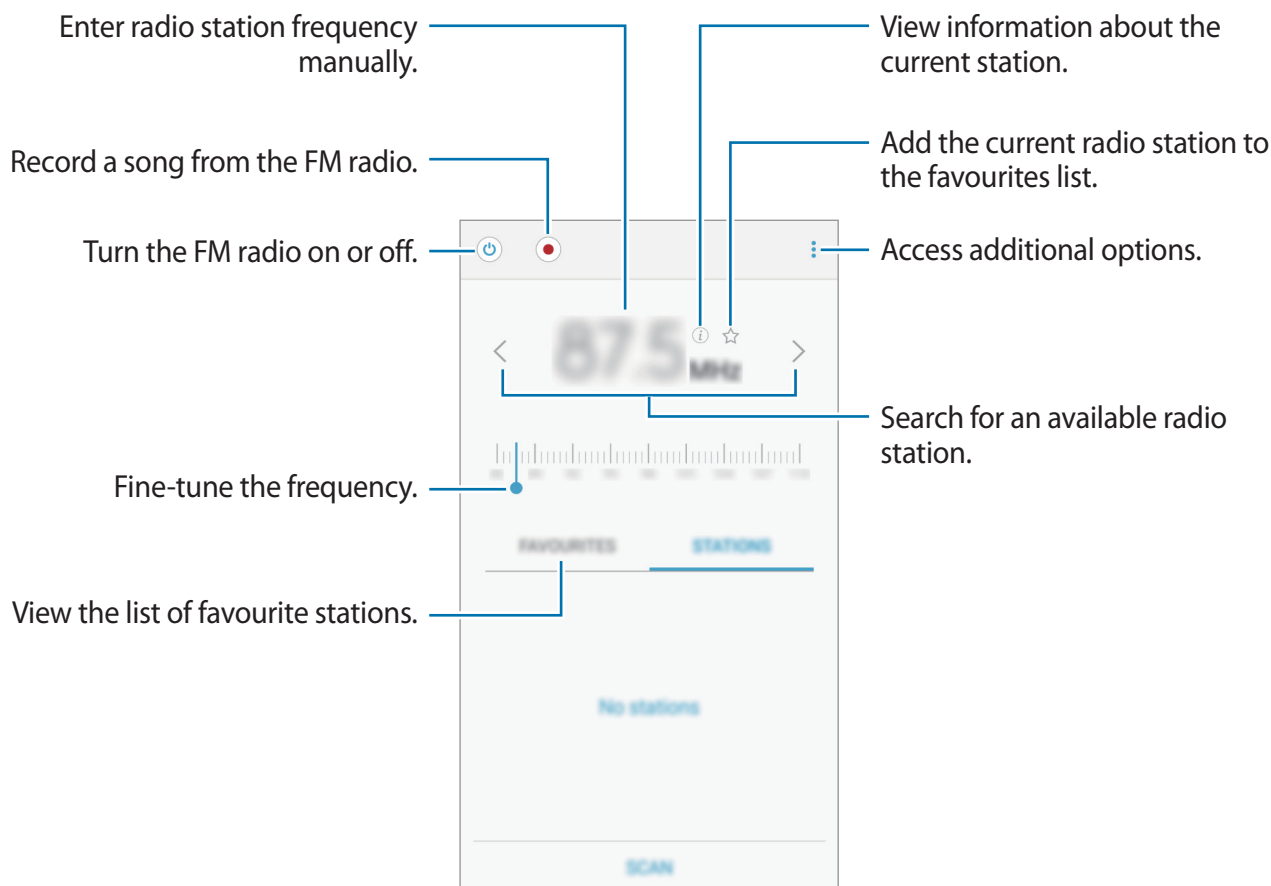 Enter radio station frequency
manually.
View information about the
current station.
Record a song from the FM radio.
Add the current radio station to
the favourites list.
Turn the FM radio on or off.
Access additional options.
87.5
MHz
Search for an available radio
station.
Fine-tune the frequency.
FAVOURITES
STATIONS
View the list of favourite stations.
No stations
SCAN